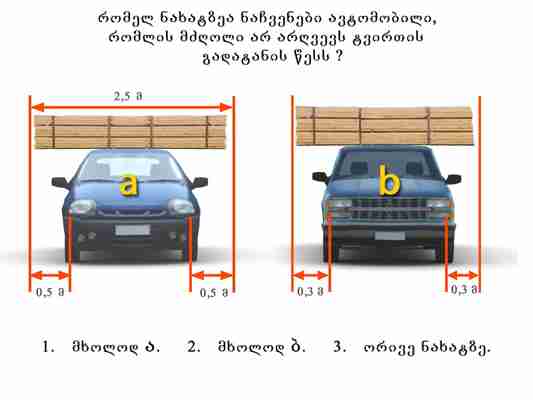 რომელ ნახატზეა ნაჩვენები ავტომობილი,
რომლის მძღოლი არ არღვევს ტვირთის
გადატანის წესს ?
2,5 მ
a
b
0,5 მ
0,5 მ
0,3 მ
0,3 მ
1. მხოლოდ ა. 2. მხოლოდ ბ. 3. ორივე ნახატზე.